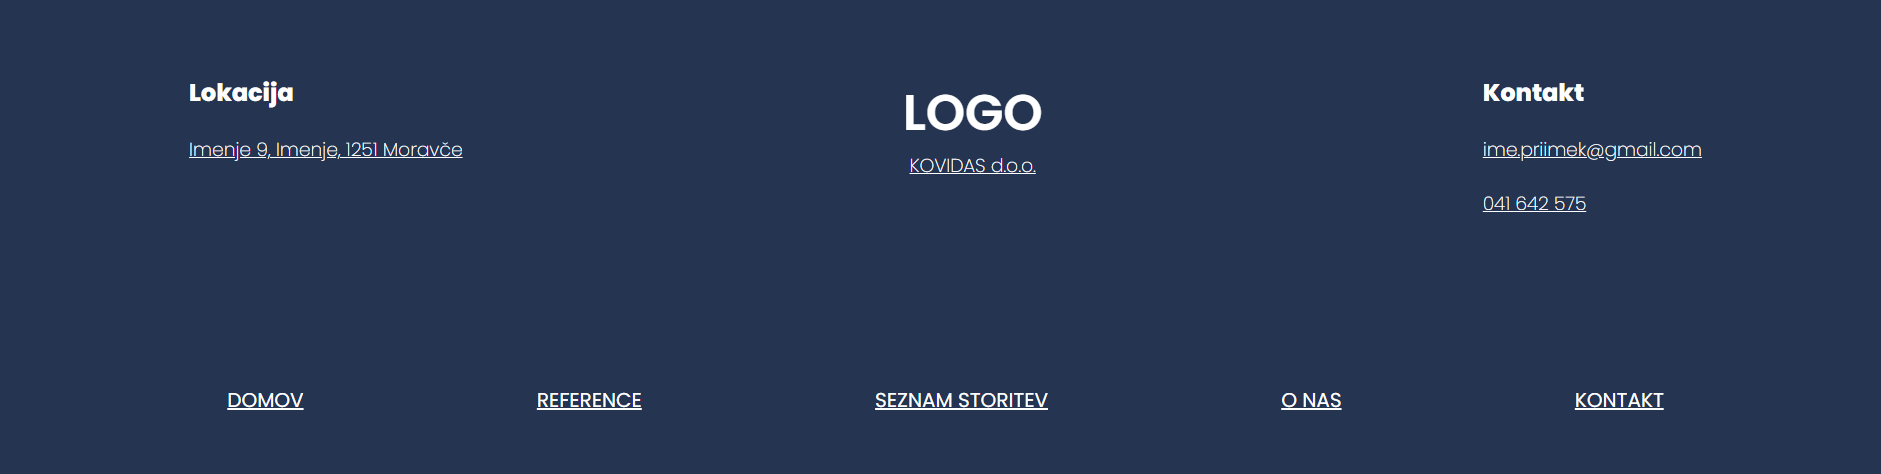 Lokacija
Imenje 9, Imenje, 1251 Moravče
LOGO
KOVIDAS d.o.o.
Kontakt
ime.priimek@gmail.com
041 642 575
DOMOV
REFERENCE
SEZNAM STORITEV
O NAS
KONTAKT